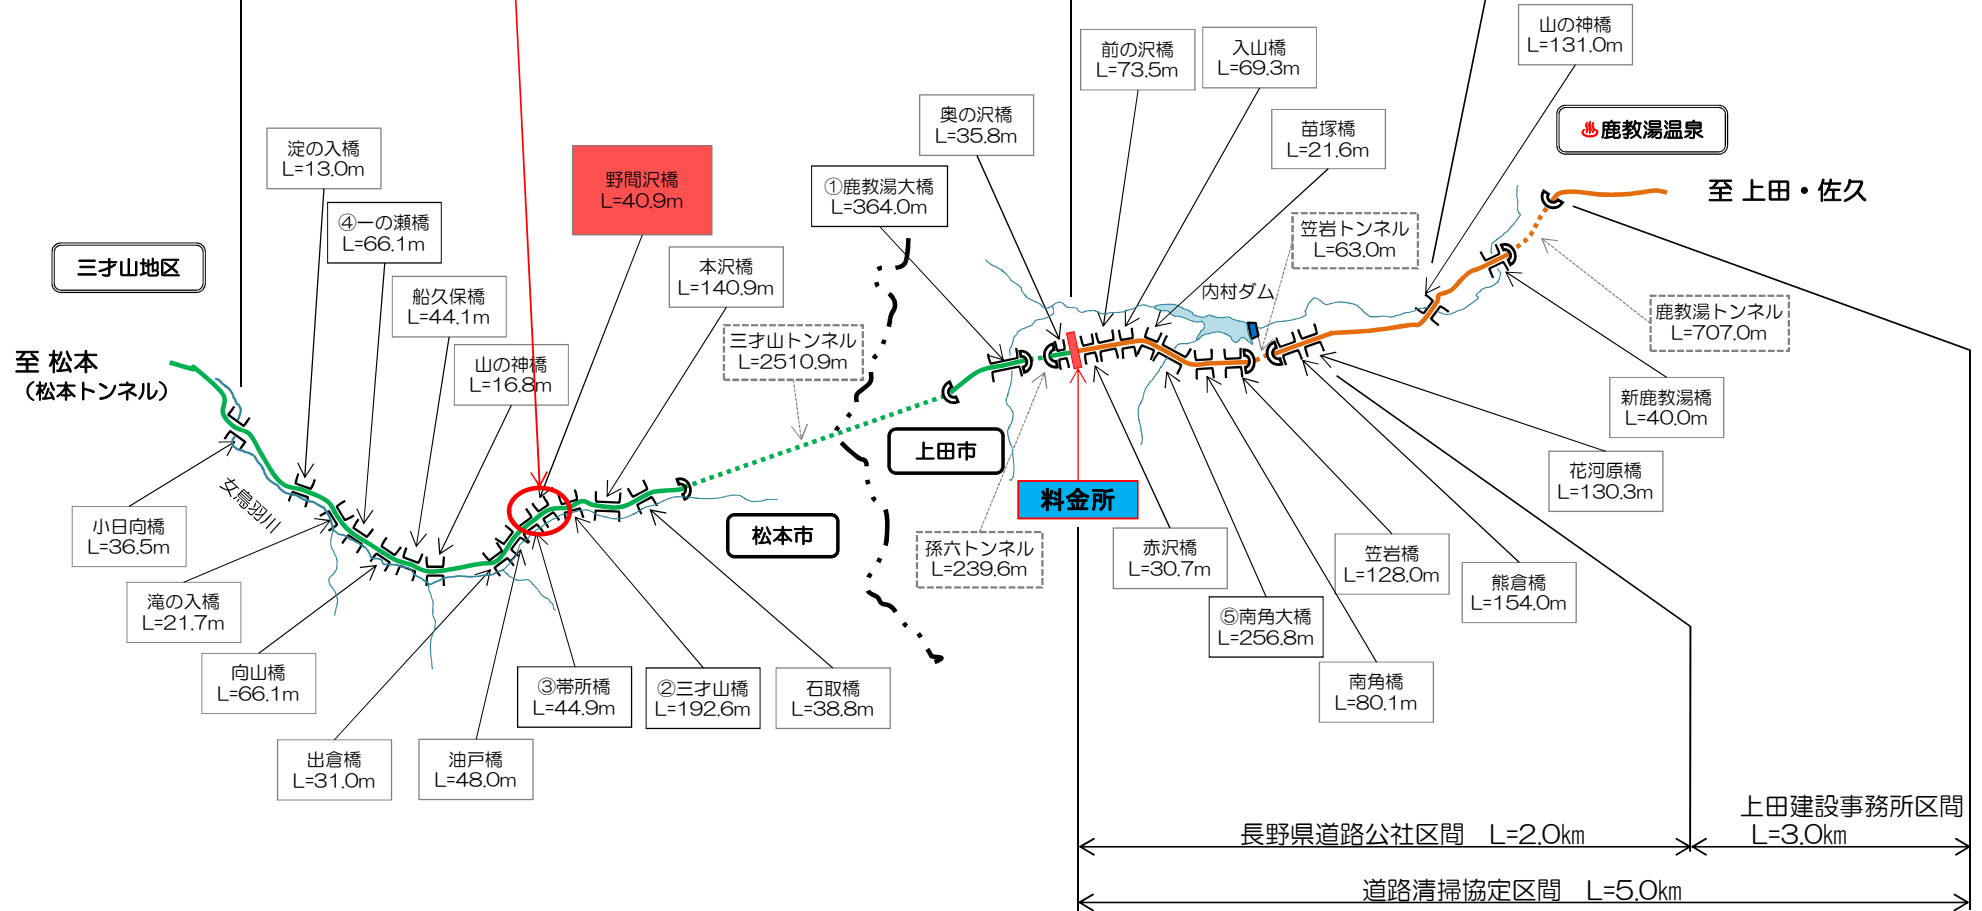 山の神橋
L=131.0m
前の沢橋
L=73.5m
入山橋
L=69.3m
奥の沢橋
L=35.8m
苗塚橋
L=21.6m
♨鹿教湯温泉
淀の入橋
L=13.0m
野間沢橋
L=40.9m
①鹿教湯大橋
L=364.0m
至 上田・佐久
④一の瀬橋
L=66.1m
笠岩トンネル
L=63.0m
三才山地区
本沢橋
L=140.9m
船久保橋
L=44.1m
内村ダム
鹿教湯トンネル
L=707.0m
三才山トンネル
L=2510.9m
至 松本
（松本トンネル）
山の神橋
L=16.8m
新鹿教湯橋
L=40.0m
上田市
花河原橋
L=130.3m
女鳥羽川
料金所
小日向橋
L=36.5m
松本市
孫六トンネル
L=239.6m
赤沢橋
L=30.7m
笠岩橋
L=128.0m
熊倉橋
L=154.0m
滝の入橋
L=21.7m
⑤南角大橋
L=256.8m
向山橋
L=66.1m
③帯所橋
L=44.9m
②三才山橋
L=192.6m
石取橋
L=38.8m
南角橋
L=80.1m
出倉橋
L=31.0m
油戸橋
L=48.0m
上田建設事務所区間
L=3.0㎞
長野県道路公社区間 L=2.0㎞
道路清掃協定区間 L=5.0㎞